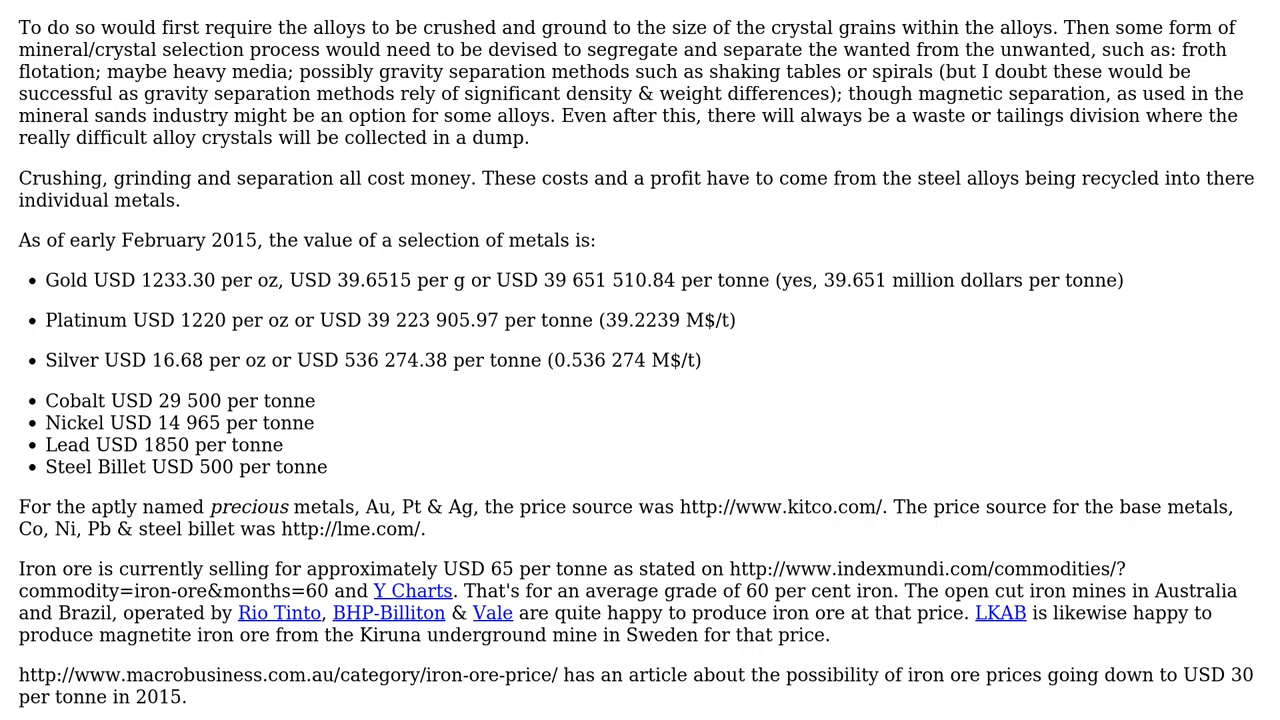 To do so would first require the alloys to be crushed and ground to the size of the crystal grains within the alloys. Then some form of
mineral/crystal selection process would need to be devised to segregate and separate the wanted from the unwanted, such as: froth
flotation; maybe heavy media; possibly gravity separation methods such as shaking tables or spirals (but I doubt these would be
successful as gravity separation methods rely of significant density & weight differences); though magnetic separation, as used in the
mineral sands industry might be an option for some alloys. Even after this, there will always be a waste or tailings division where the
really difficult alloy crystals will be collected in a dump.
Crushing, grinding and separation all cost money. These costs and a profit have to come from the steel alloys being recycled into there
individual metals.
As of early February 2015, the value of a selection of metals is:
• Gold USD 1233.30 per oz, USD 39.6515 per g or USD 39 651 510.84 per tonne (yes, 39.651 million dollars per tonne)
• Platinum USD 1220 per oz or USD 39 223 905.97 per tonne (39.2239 M$/t)
• Silver USD 16.68 per oz or USD 536 274.38 per tonne (0.536 274 M$/t)
• Cobalt USD 29 500 per tonne
• Nickel USD 14 965 per tonne
• Lead USD 1850 per tonne
• Steel Billet USD 500 per tonne
For the aptly named precious metals, Au, Pt & Ag, the price source was http://www.kitco.com/. The price source for the base metals,
Co, Ni, Pb & steel billet was http://lme.com/.
Iron ore is currently selling for approximately USD 65 per tonne as stated on http://www.indexmundi.com/commodities/?
commodity=iron-ore&months=60 and Y Charts. That's for an average grade of 60 per cent iron. The open cut iron mines in Australia
and Brazil, operated by Rio Tinto, BHP-Billiton & Vale are quite happy to produce iron ore at that price. LKAB is likewise happy to
produce magnetite iron ore from the Kiruna underground mine in Sweden for that price.
http://www.macrobusiness.com.au/category/iron-ore-price/ has an article about the possibility of iron ore prices going down to USD 30
per tonne in 2015.